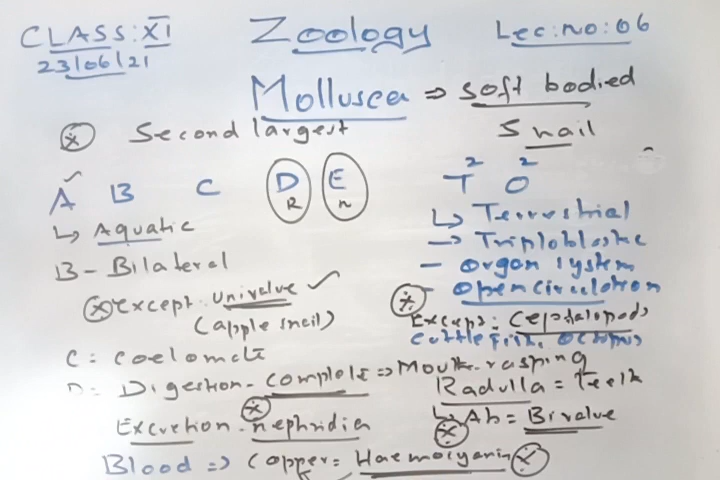 CLASS: XI Zoology Lec: no: 06
23/06/21
Mollusca ⇒ soft bodied
* Second largest Snail
A B C D E T² O²
R n
↳ Aquatic ↳ Terrestrial
B - Bilateral → Triploblastic
- Organ system
* except: univalve ✓ - Open circulation
(apple snail) * Except: Cephalopods
Cuttle fish, Octopus
C: Coelomate
D: Digestion - Complete ⇒ Mouth - rasping
Radulla = Teeth
Excretion - nephridia ↳ Ab = Bivalve
Blood ⇒ Copper = Haemocyanin *